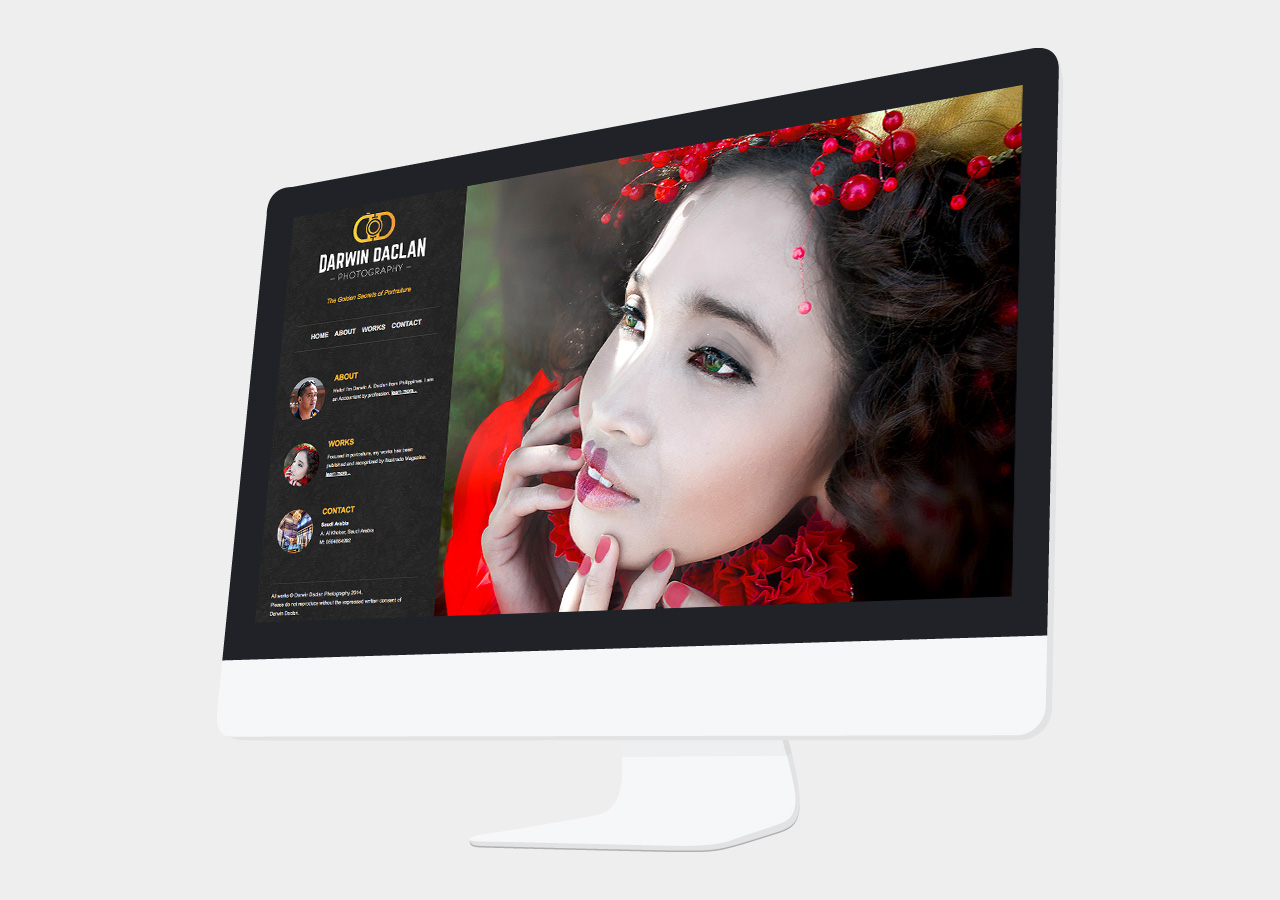 DARWIN DACLAN
– PHOTOGRAPHY –
The Golden Secrets of Portraiture
HOME ABOUT WORKS CONTACT
ABOUT
Hello! I'm Darwin A. Daclan from Philippines. I am
an Accountant by profession. learn more...
WORKS
Focused in portraiture, my works has been
published and recognized by Ilustrado Magazine.
learn more...
CONTACT
Saudi Arabia
A. Al Khobar, Saudi Arabia
M:
All works © Darwin Daclan Photography 2014.
Please do not reproduce without the expressed written consent of
Darwin Daclan.